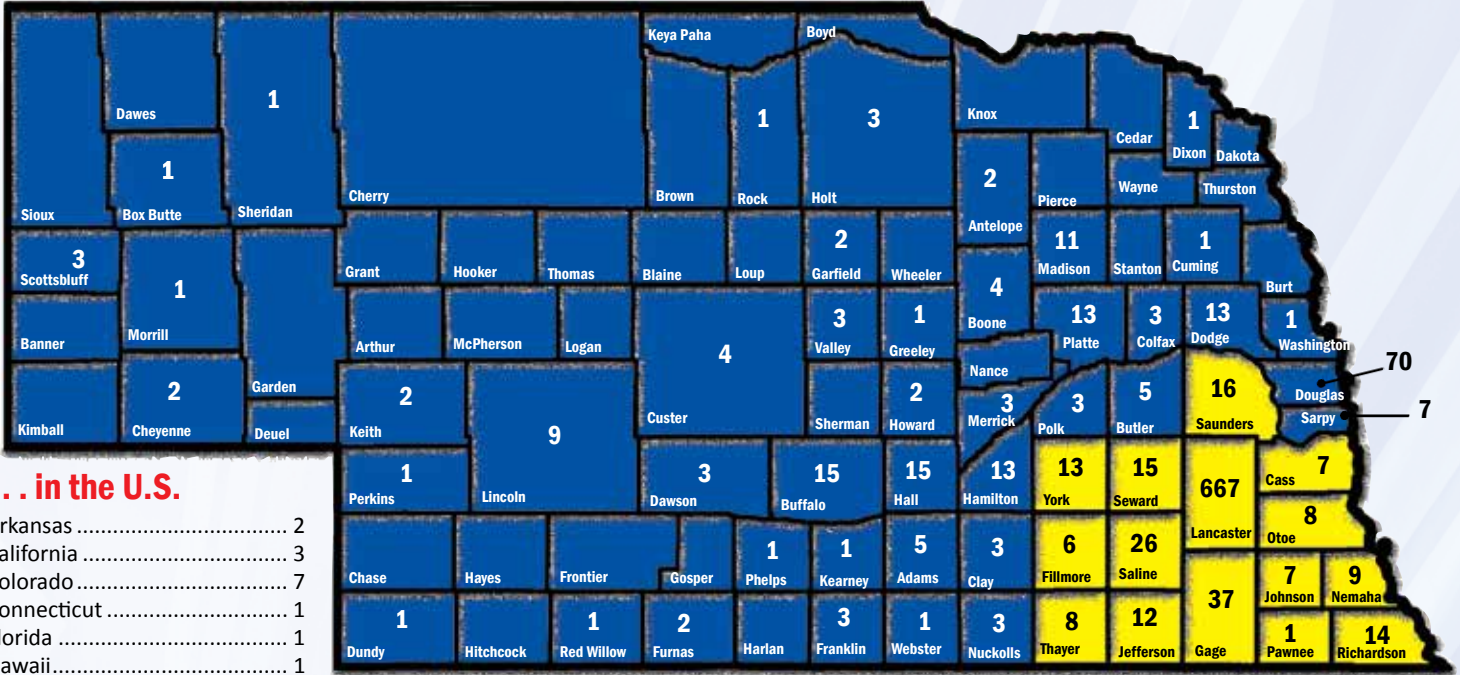 Keya Paha
Boyd
Dawes
1
Sheridan
Cherry
Brown
1
Rock
3
Holt
Knox
Cedar
1
Dixon
Dakota
Sioux
1
Box Butte
2
Antelope
Pierce
Wayne
Thurston
3
Scottsbluff
1
Morrill
Garden
Grant
Hooker
Thomas
Blaine
Loup
2
Garfield
Wheeler
11
Madison
Stanton
1
Cuming
Burt
Banner
Arthur
McPherson
Logan
4
Custer
3
Valley
1
Greeley
4
Boone
13
Platte
3
Colfax
13
Dodge
1
Washington
Kimball
2
Cheyenne
Deuel
2
Keith
9
Lincoln
Sherman
2
Howard
Nance
3
Merrick
3
Polk
5
Butler
16
Saunders
Douglas
70
Sarpy
7
1
Perkins
3
Dawson
15
Buffalo
15
Hall
13
Hamilton
13
York
15
Seward
667
Lancaster
7
Cass
8
Otoe
Chase
Hayes
Frontier
Gosper
1
Phelps
1
Kearney
5
Adams
3
Clay
6
Fillmore
26
Saline
37
Gage
7
Johnson
9
Nemaha
1
Dundy
Hitchcock
1
Red Willow
2
Furnas
Harlan
3
Franklin
1
Webster
3
Nuckolls
8
Thayer
12
Jefferson
1
Pawnee
14
Richardson
. . in the U.S.
rkansas ................................ 2
alifornia ............................... 3
olorado ................................ 7
onnecticut ............................ 1
lorida ................................... 1
awaii.................................... 1